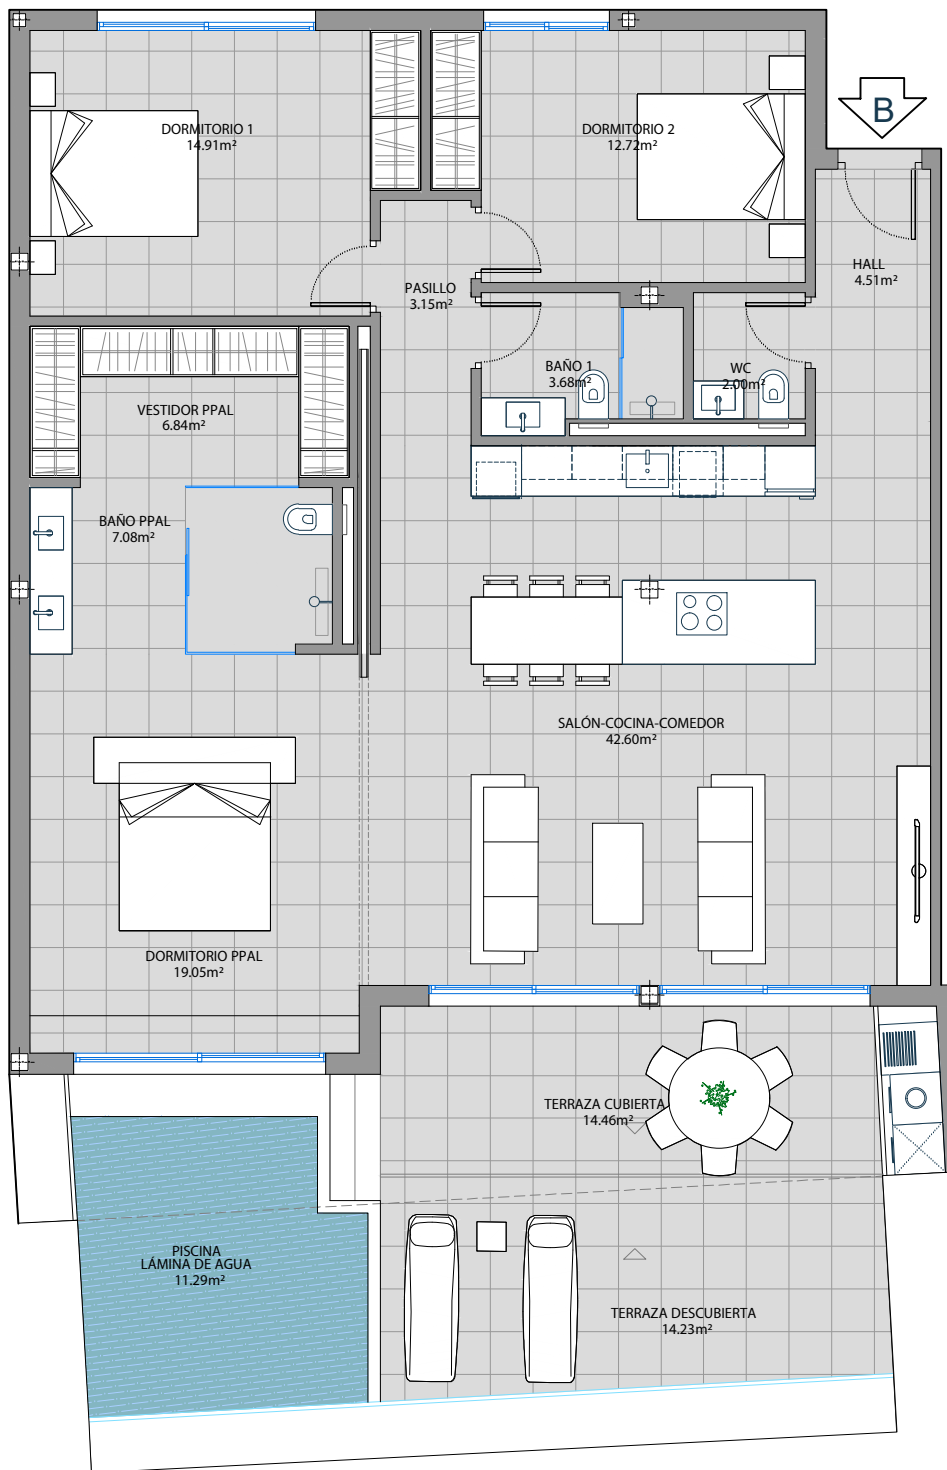 B
DORMITORIO 1
14.91m²
DORMITORIO 2
12.72m²
HALL
4.51m²
PASILLO
3.15m²
BAÑO 1
3.68m²
WC
2.00m²
VESTIDOR PPAL
6.84m²
BAÑO PPAL
7.08m²
SALÓN-COCINA-COMEDOR
42.60m²
DORMITORIO PPAL
19.05m²
TERRAZA CUBIERTA
14.46m²
PISCINA
LÁMINA DE AGUA
11.29m²
TERRAZA DESCUBIERTA
14.23m²